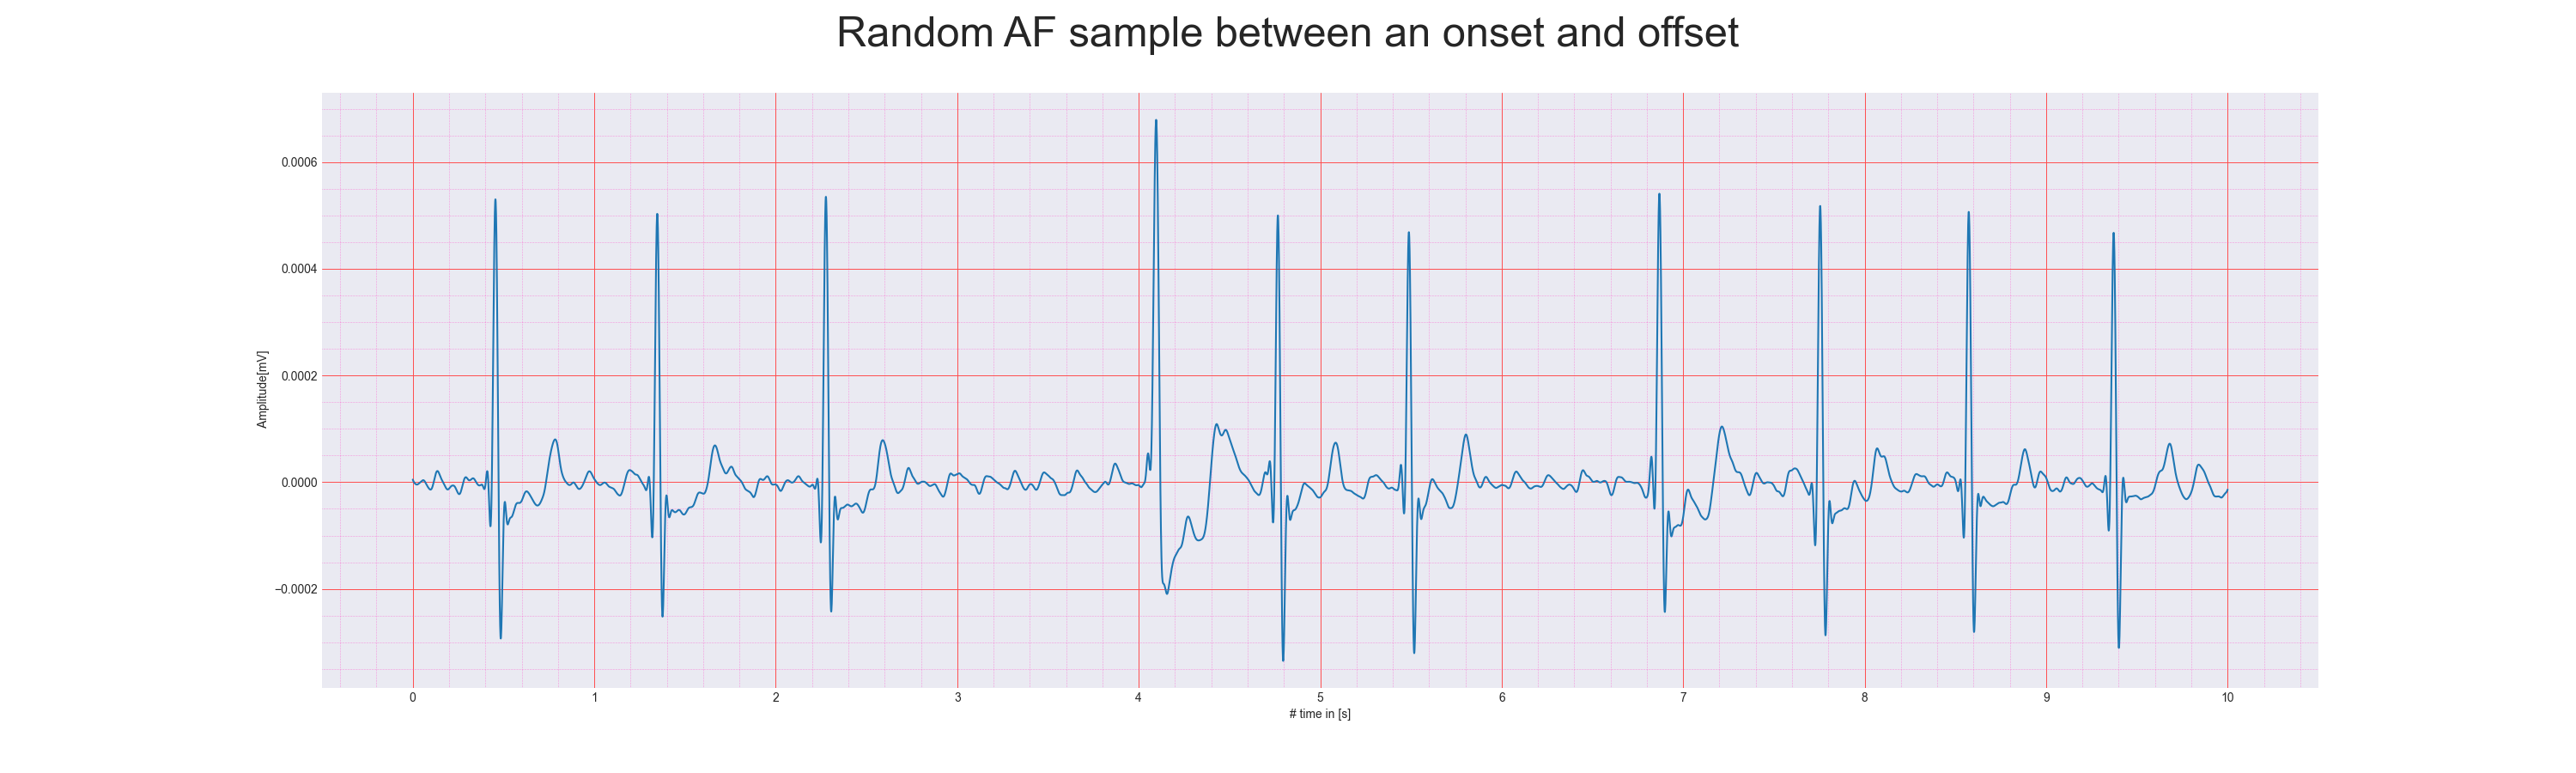 Random AF sample between an onset and offset
0.0006
0.0004
0.0002
0.0000
−0.0002
Amplitude[mV]
0 1 2 3 4 5 6 7 8 9 10
# time in [s]